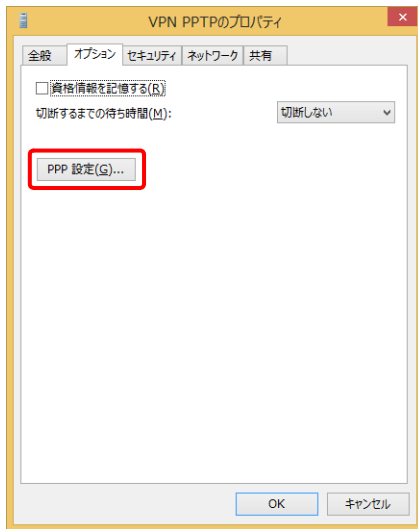 VPN PPTPのプロパティ
全般 オプション セキュリティ ネットワーク 共有
資格情報を記憶する(R)
切断するまでの待ち時間(M): 切断しない
PPP 設定(G)...
OK キャンセル